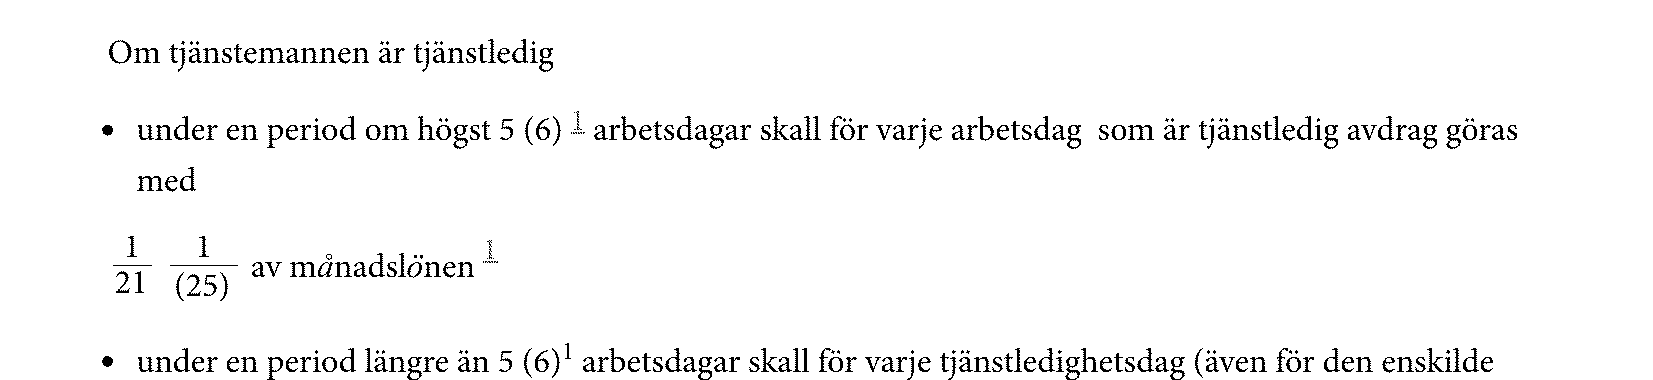 Om tjänstemannen är tjänstledig
• under en period om högst 5 (6) 1 arbetsdagar skall för varje arbetsdag  som är tjänstledig avdrag göras
med
1/21 1/(25) av månadslönen 1
• under en period längre än 5 (6)1 arbetsdagar skall för varje tjänstledighetsdag (även för den enskilde